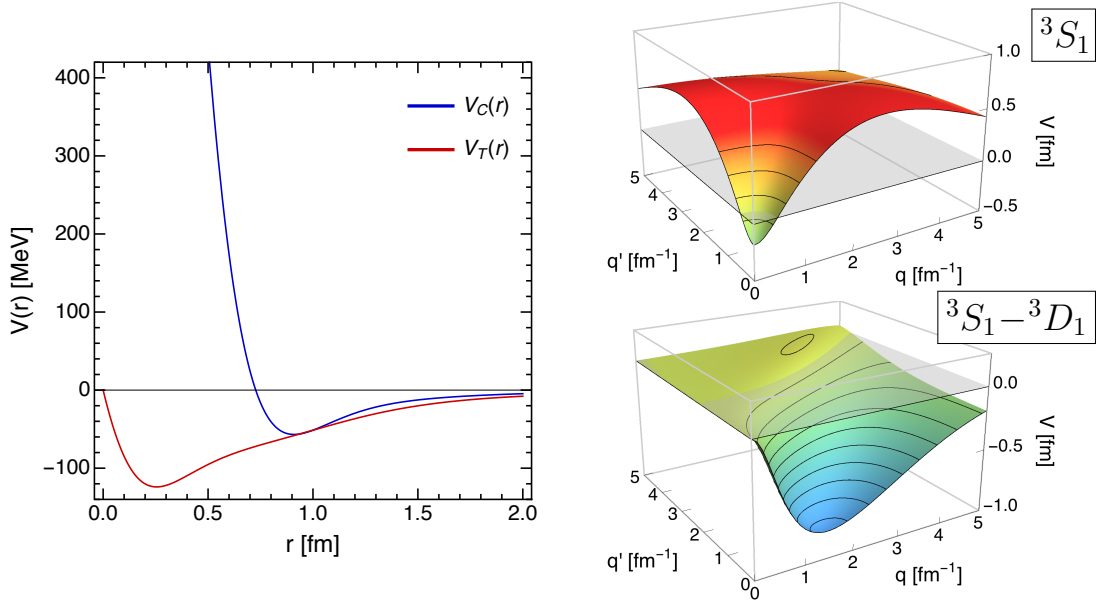 400
300
200
100
0
−100
V(r) [MeV]
0.0 0.5 1.0 1.5 2.0
r [fm]
V_C(r)
V_T(r)
³S₁
1.0
0.5
0.0
−0.5
V [fm]
5 4 3 2 1 0
q' [fm⁻¹]
0 1 2 3 4 5
q [fm⁻¹]
³S₁−³D₁
0.0
−0.5
−1.0
V [fm]
5 4 3 2 1 0
q' [fm⁻¹]
0 1 2 3 4 5
q [fm⁻¹]